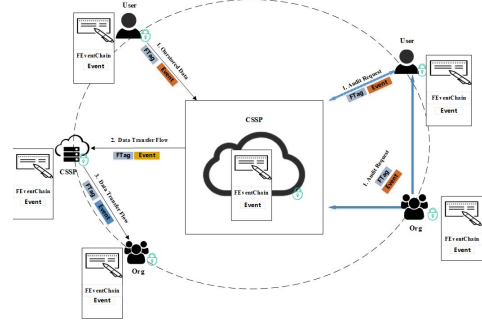 User
FEventChain
Event
1. Outsourced Data
FTag Event
User
FEventChain
Event
1. Audit Request
FTag Event
CSSP
FEventChain
Event
2. Data Transfer Flow
FTag Event
CSSP
FEventChain
Event
3. Data Transfer Flow
FTag Event
Org
FEventChain
Event
1. Audit Request
FTag Event
Org
FEventChain
Event